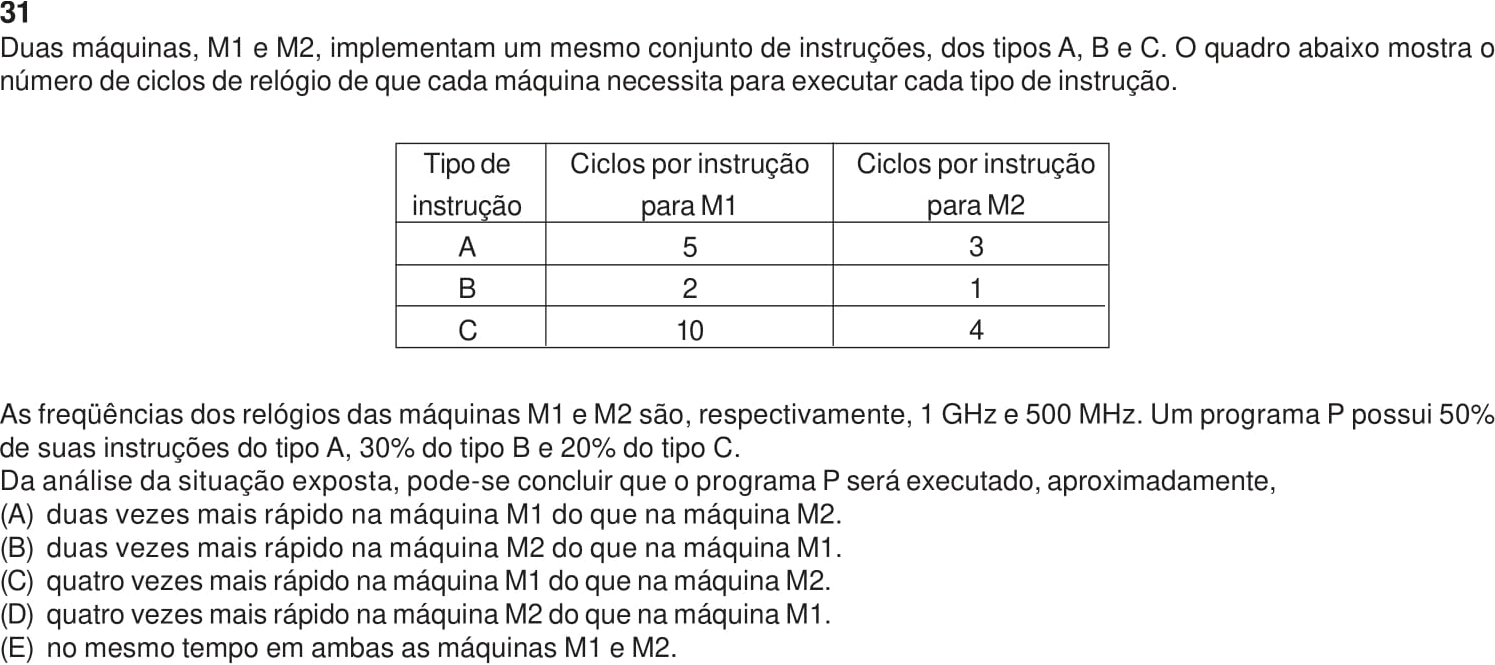 31
Duas máquinas, M1 e M2, implementam um mesmo conjunto de instruções, dos tipos A, B e C. O quadro abaixo mostra o
número de ciclos de relógio de que cada máquina necessita para executar cada tipo de instrução.
Tipo de instrução | Ciclos por instrução para M1 | Ciclos por instrução para M2
A | 5 | 3
B | 2 | 1
C | 10 | 4
As freqüências dos relógios das máquinas M1 e M2 são, respectivamente, 1 GHz e 500 MHz. Um programa P possui 50%
de suas instruções do tipo A, 30% do tipo B e 20% do tipo C.
Da análise da situação exposta, pode-se concluir que o programa P será executado, aproximadamente,
(A) duas vezes mais rápido na máquina M1 do que na máquina M2.
(B) duas vezes mais rápido na máquina M2 do que na máquina M1.
(C) quatro vezes mais rápido na máquina M1 do que na máquina M2.
(D) quatro vezes mais rápido na máquina M2 do que na máquina M1.
(E) no mesmo tempo em ambas as máquinas M1 e M2.